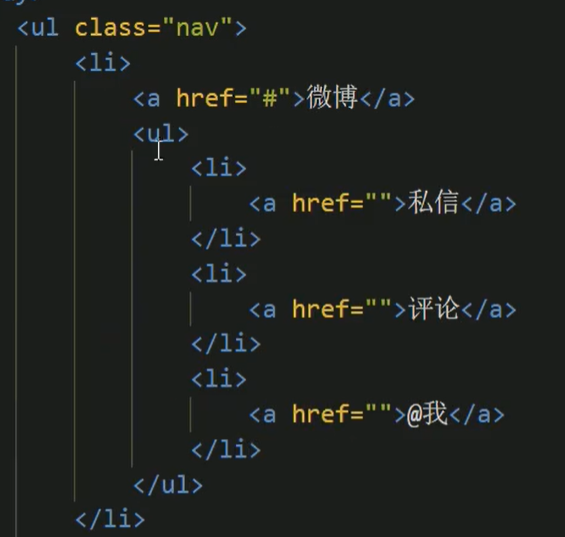 <ul class="nav">
<li>
<a href="#">微博</a>
<ul>
<li>
<a href="">私信</a>
</li>
<li>
<a href="">评论</a>
</li>
<li>
<a href="">@我</a>
</li>
</ul>
</li>